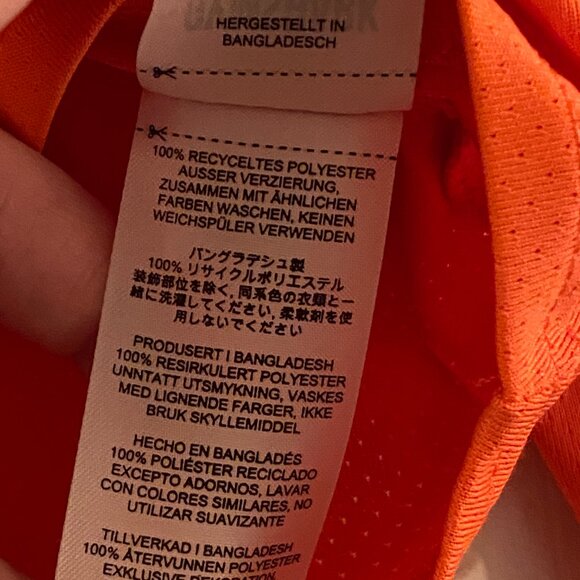 HERGESTELLT IN
BANGLADESCH
100% RECYCELTES POLYESTER
AUSSER VERZIERUNG,
ZUSAMMEN MIT ÄHNLICHEN
FARBEN WASCHEN, KEINEN
WEICHSPÜLER VERWENDEN
バングラデシュ製
100% リサイクルポリエステル
装飾部位を除く, 同系色の衣類と一
緒に洗濯してください, 柔軟剤を使
用しないでください
PRODUSERT I BANGLADESH
100% RESIRKULERT POLYESTER
UNNTATT UTSMYKNING, VASKES
MED LIGNENDE FARGER, IKKE
BRUK SKYLLEMIDDEL
HECHO EN BANGLADÉS
100% POLIÉSTER RECICLADO
EXCEPTO ADORNOS, LAVAR
CON COLORES SIMILARES, NO
UTILIZAR SUAVIZANTE
TILLVERKAD I BANGLADESH
100% ÅTERVUNNEN POLYESTER
EXKLUSIVE DEKORATION